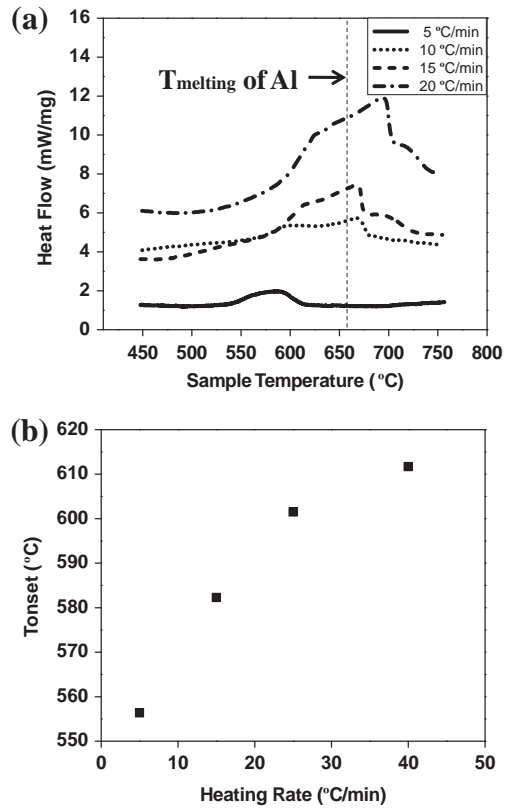 (a)
16
14
12
10
8
6
4
2
0
Heat Flow (mW/mg)
Tmelting of Al
5 ºC/min
10 ºC/min
15 ºC/min
20 ºC/min
450 500 550 600 650 700 750 800
Sample Temperature (ºC)
(b)
620
610
600
590
580
570
560
550
Tonset (ºC)
0 10 20 30 40 50
Heating Rate (ºC/min)